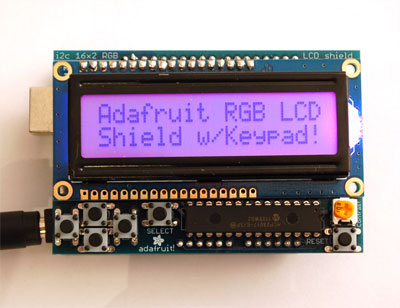 i2c 16x2 RGB LCD shield
Adafruit RGB LCD
Shield w/Keypad!
SELECT
adafruit!
RESET